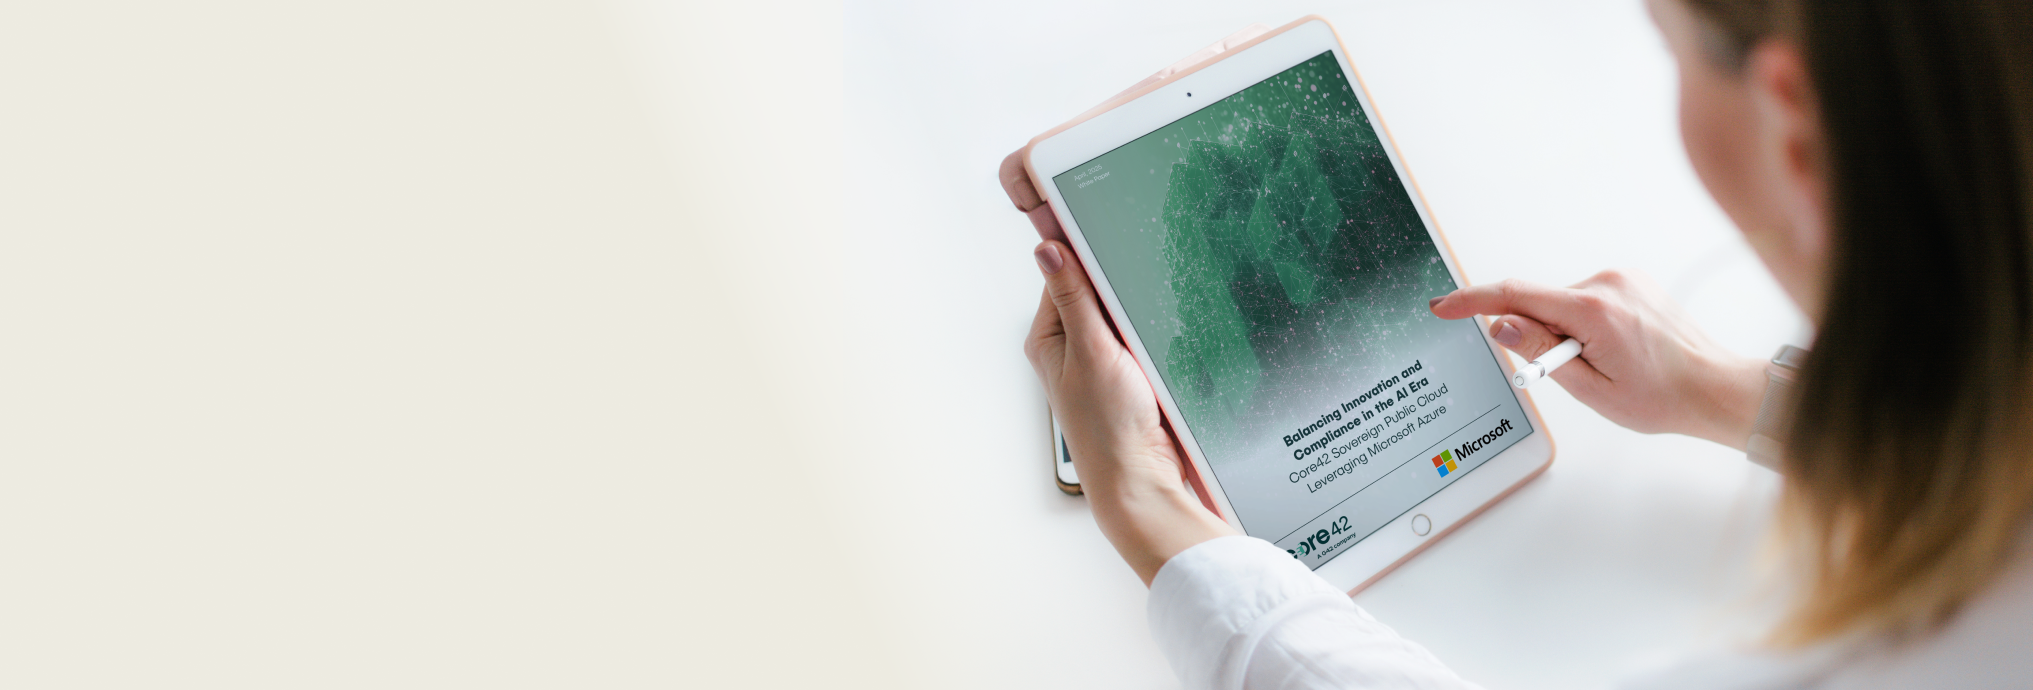 April, 2025
White Paper
Balancing Innovation and
Compliance in the AI Era
Core42 Sovereign Public Cloud
Leveraging Microsoft Azure
Microsoft
core42
A G42 company